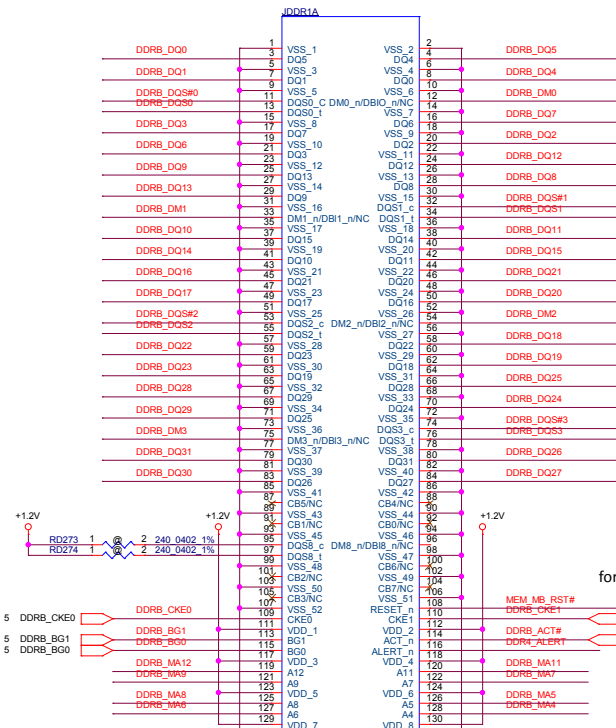 JDDR1A
1 VSS_1 VSS_2 2
DDRB_DQ0 3 DQ5 DQ4 4 DDRB_DQ5
5 VSS_3 VSS_4 6
DDRB_DQ1 7 DQ1 DQ0 8 DDRB_DQ4
9 VSS_5 VSS_6 10
DDRB_DQS#0 11 DQS0_C DM0_n/DBIO_n/NC 12 DDRB_DM0
DDRB_DQS0 13 DQS0_t VSS_7 14
15 VSS_8 DQ6 16 DDRB_DQ7
DDRB_DQ3 17 DQ7 VSS_9 18
19 VSS_10 DQ2 20 DDRB_DQ2
DDRB_DQ6 21 DQ3 VSS_11 22
23 VSS_12 DQ12 24 DDRB_DQ12
DDRB_DQ9 25 DQ13 VSS_13 26
27 VSS_14 DQ8 28 DDRB_DQ8
DDRB_DQ13 29 DQ9 VSS_15 30
31 VSS_16 DQS1_c 32 DDRB_DQS#1
DDRB_DM1 33 DM1_n/DBI1_n/NC DQS1_t 34 DDRB_DQS1
35 VSS_17 VSS_18 36
DDRB_DQ10 37 DQ15 DQ14 38 DDRB_DQ11
39 VSS_19 VSS_20 40
DDRB_DQ14 41 DQ10 DQ11 42 DDRB_DQ15
43 VSS_21 VSS_22 44
DDRB_DQ16 45 DQ21 DQ20 46 DDRB_DQ21
47 VSS_23 VSS_24 48
DDRB_DQ17 49 DQ17 DQ16 50 DDRB_DQ20
51 VSS_25 VSS_26 52
DDRB_DQS#2 53 DQS2_c DM2_n/DBI2_n/NC 54 DDRB_DM2
DDRB_DQS2 55 DQS2_t VSS_27 56
57 VSS_28 DQ22 58 DDRB_DQ18
DDRB_DQ22 59 DQ23 VSS_29 60
61 VSS_30 DQ18 62 DDRB_DQ19
DDRB_DQ23 63 DQ19 VSS_31 64
65 VSS_32 DQ28 66 DDRB_DQ25
DDRB_DQ28 67 DQ29 VSS_33 68
69 VSS_34 DQ24 70 DDRB_DQ24
DDRB_DQ29 71 DQ25 VSS_35 72
73 VSS_36 DQS3_c 74 DDRB_DQS#3
DDRB_DM3 75 DM3_n/DBI3_n/NC DQS3_t 76 DDRB_DQS3
77 VSS_37 VSS_38 78
DDRB_DQ31 79 DQ30 DQ31 80 DDRB_DQ26
81 VSS_39 VSS_40 82
DDRB_DQ30 83 DQ26 DQ27 84 DDRB_DQ27
85 VSS_41 VSS_42 86
87 CB5/NC CB4/NC 88
89 VSS_43 VSS_44 90
+1.2V +1.2V 91 CB1/NC CB0/NC 92 +1.2V
93 VSS_45 VSS_46 94
RD273 1 @ 2 240_0402_1% 95 DQS8_c DM8_n/DBI8_n/NC 96
RD274 1 @ 2 240_0402_1% 97 DQS8_t VSS_47 98
99 VSS_48 CB6/NC 100
101 CB2/NC VSS_49 102
for
103 VSS_50 CB7/NC 104
105 CB3/NC VSS_51 106
107 VSS_52 RESET_n 108 MEM_MB_RST#
5 DDRB_CKE0 DDRB_CKE0 109 CKE0 CKE1 110 DDRB_CKE1
111 VDD_1 VDD_2 112
5 DDRB_BG1 DDRB_BG1 113 BG1 ACT_n 114 DDRB_ACT#
5 DDRB_BG0 DDRB_BG0 115 BG0 ALERT_n 116 DDR4_ALERT
117 VDD_3 VDD_4 118
DDRB_MA12 119 A12 A11 120 DDRB_MA11
DDRB_MA9 121 A9 A7 122 DDRB_MA7
123 VDD_5 VDD_6 124
DDRB_MA8 125 A8 A5 126 DDRB_MA5
DDRB_MA6 127 A6 A4 128 DDRB_MA4
129 VDD_7 VDD_8 130